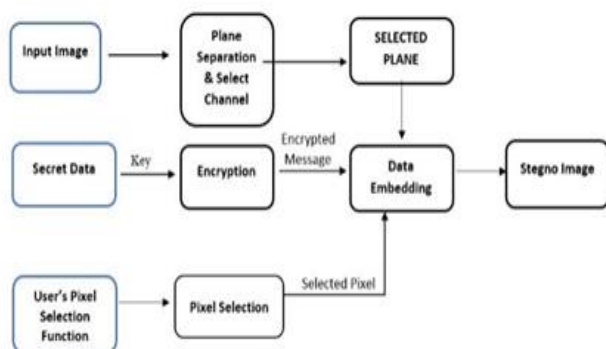 Input Image
Plane
Separation
& Select
Channel
SELECTED
PLANE
Secret Data
Key
Encryption
Encrypted
Message
Data
Embedding
Stegno Image
User's Pixel
Selection
Function
Pixel Selection
Selected Pixel